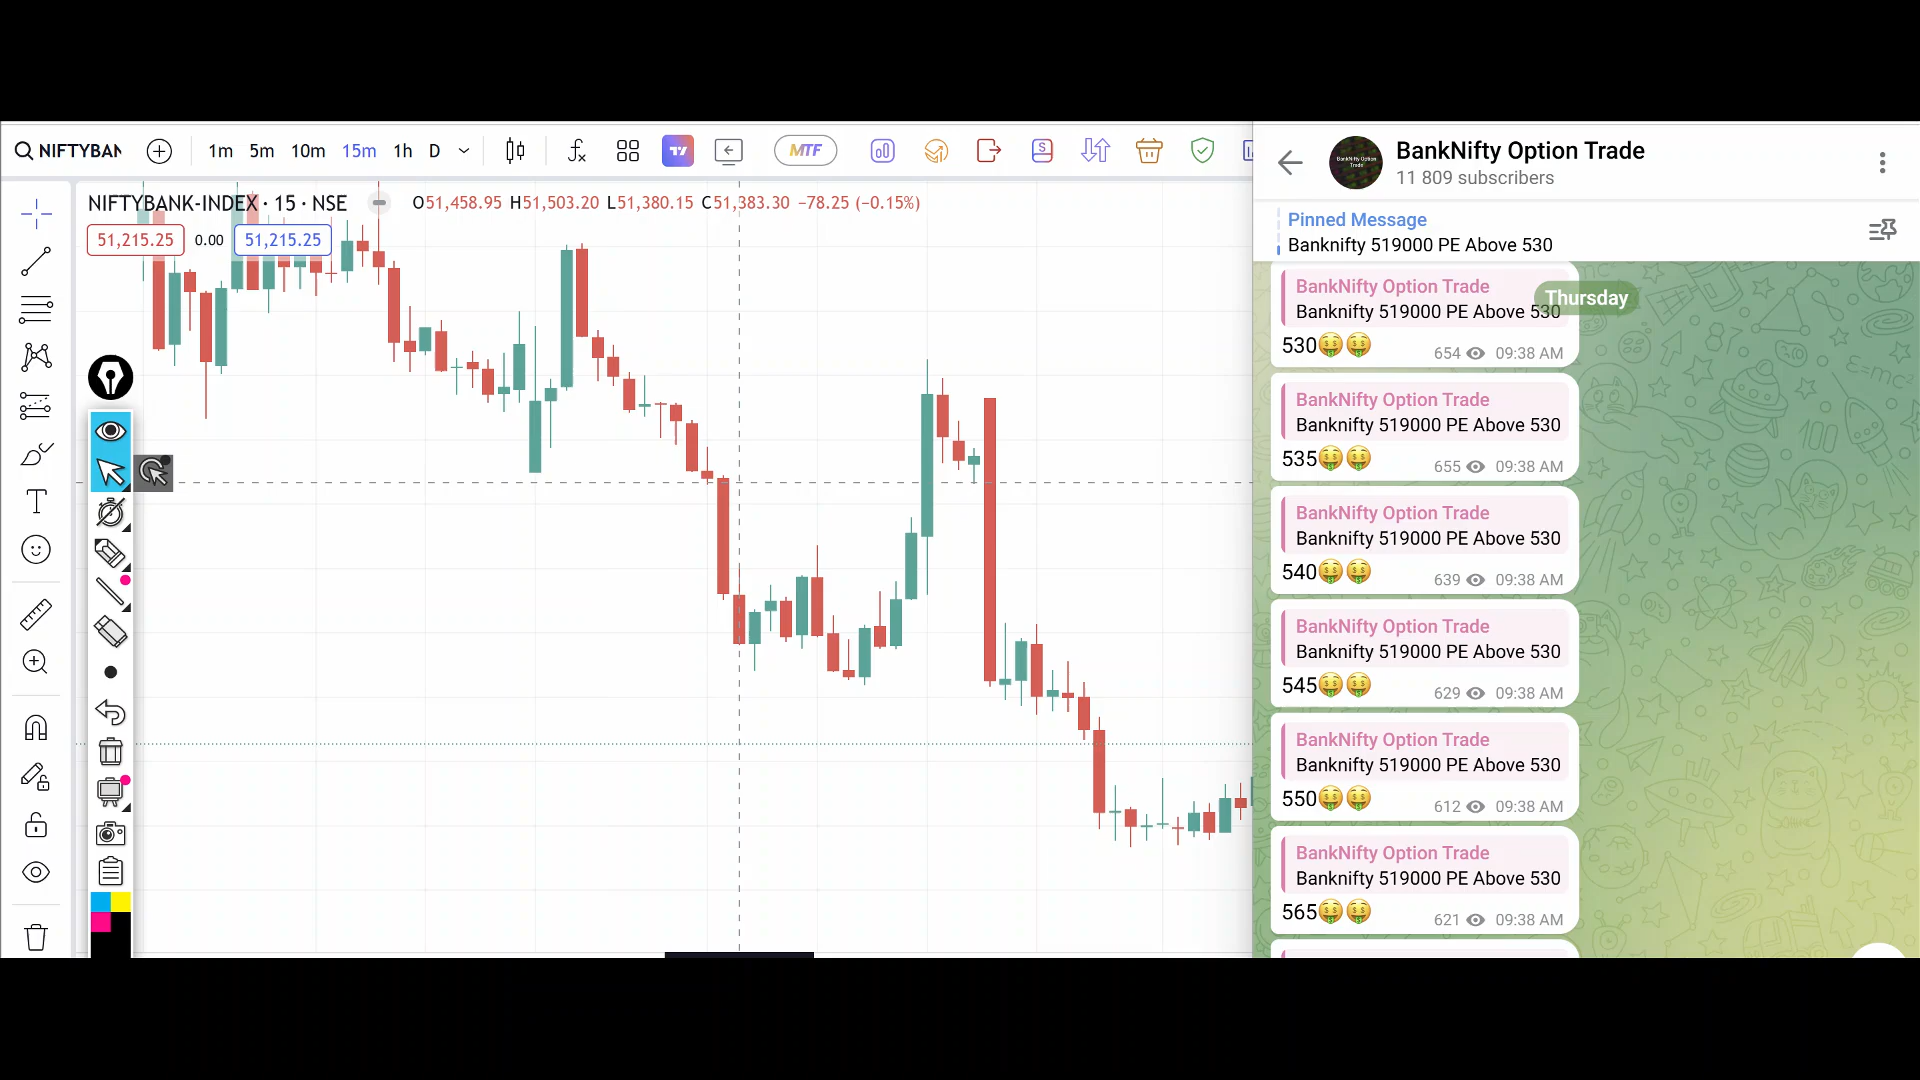 NIFTYBAN
1m 5m 10m 15m 1h D
MTF
NIFTYBANK-INDEX · 15 · NSE
O51,458.95 H51,503.20 L51,380.15 C51,383.30 −78.25 (−0.15%)
51,215.25 0.00 51,215.25
BankNifty Option Trade
11 809 subscribers
Pinned Message
Banknifty 519000 PE Above 530
Thursday
BankNifty Option Trade
Banknifty 519000 PE Above 530
530🤑🤑
654 09:38 AM
BankNifty Option Trade
Banknifty 519000 PE Above 530
535🤑🤑
655 09:38 AM
BankNifty Option Trade
Banknifty 519000 PE Above 530
540🤑🤑
639 09:38 AM
BankNifty Option Trade
Banknifty 519000 PE Above 530
545🤑🤑
629 09:38 AM
BankNifty Option Trade
Banknifty 519000 PE Above 530
550🤑🤑
612 09:38 AM
BankNifty Option Trade
Banknifty 519000 PE Above 530
565🤑🤑
621 09:38 AM